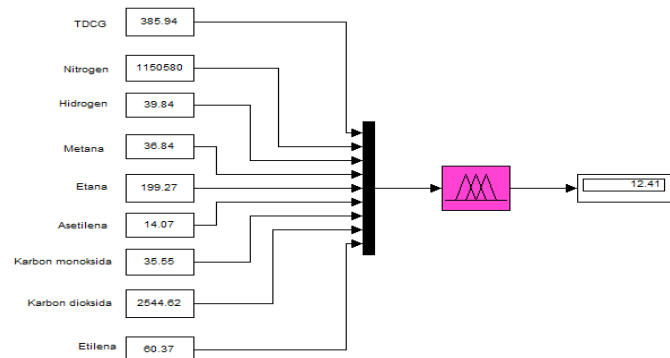 TDCG 385.94
Nitrogen 1150580
Hidrogen 39.84
Metana 36.84
Etana 199.27
12.41
Asetilena 14.07
Karbon monoksida 35.55
Karbon dioksida 2544.62
Etilena 60.37